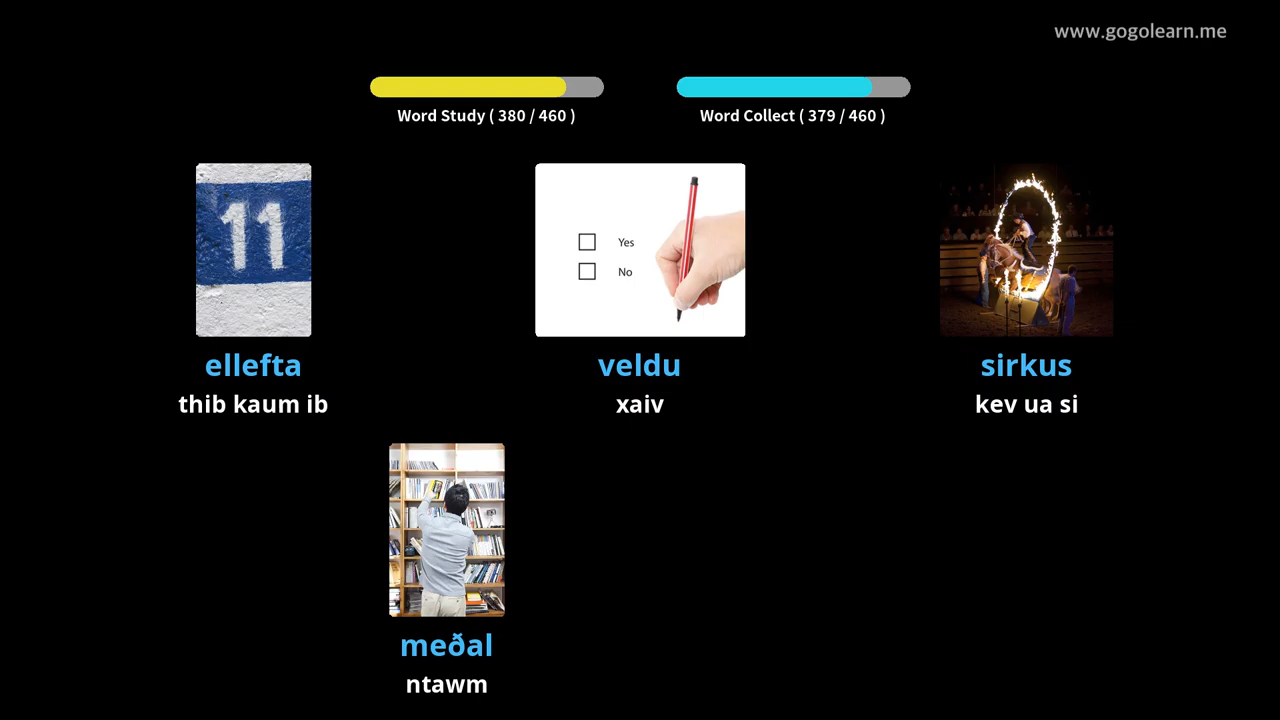 www.gogolearn.me
Word Study ( 380 / 460 )
Word Collect ( 379 / 460 )
11
Yes
No
ellefta
thib kaum ib
veldu
xaiv
sirkus
kev ua si
meðal
ntawm